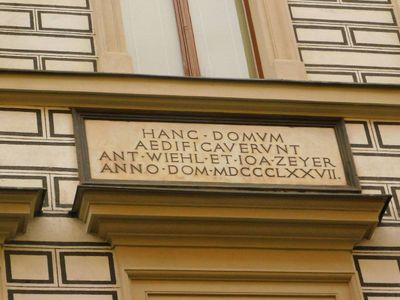 HANC · DOMVM
AEDIFICAVERVNT
ANT · WIEHL · ET · IOA · ZEYER
ANNO · DOM · MDCCCLXXVII.